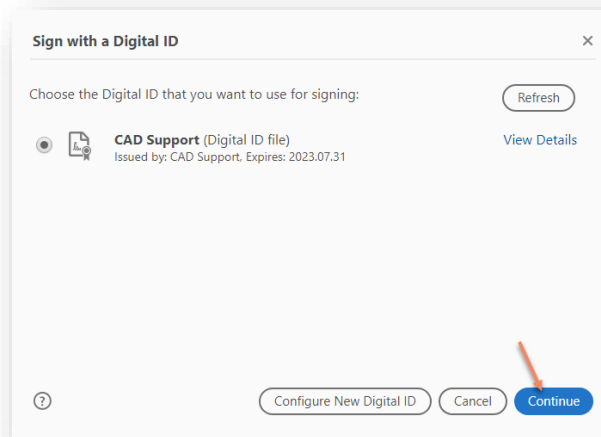 Sign with a Digital ID
Choose the Digital ID that you want to use for signing:
Refresh
CAD Support (Digital ID file)
View Details
Issued by: CAD Support, Expires: 2023.07.31
Configure New Digital ID
Cancel
Continue